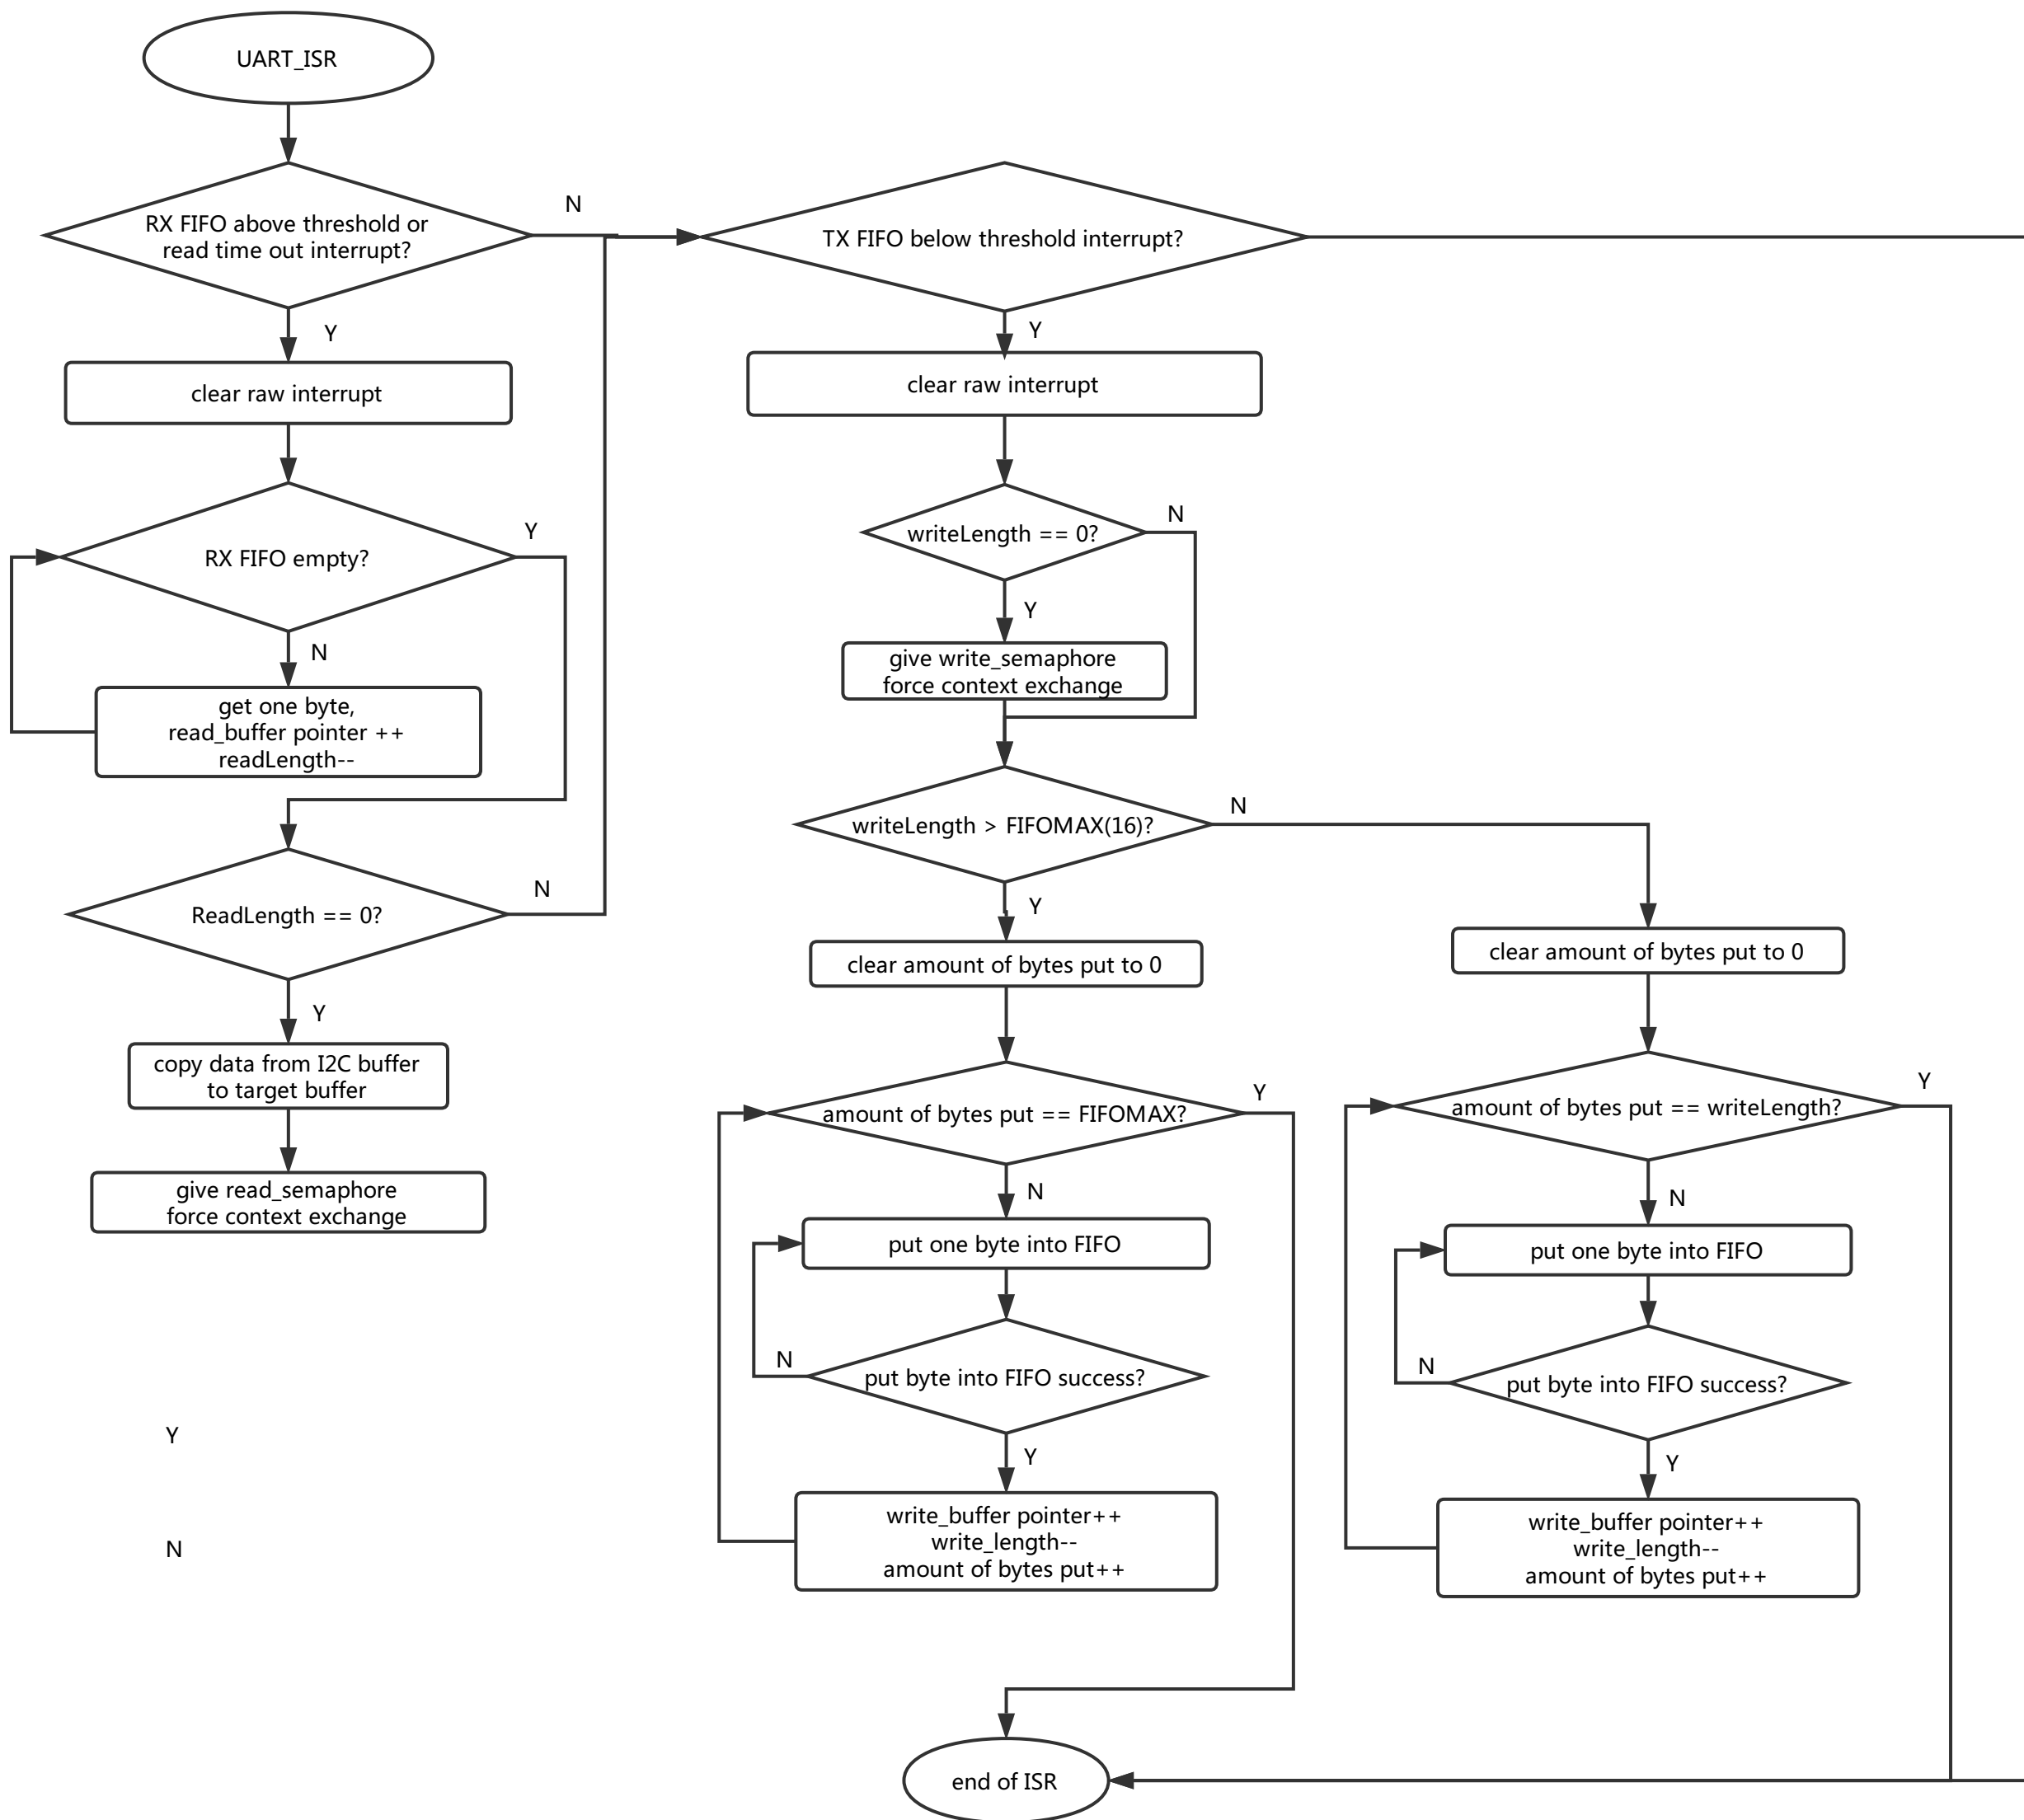 UART_ISR
RX FIFO above threshold or
read time out interrupt?
N
Y
clear raw interrupt
RX FIFO empty?
Y
N
get one byte,
read_buffer pointer ++
readLength--
ReadLength == 0?
N
Y
copy data from I2C buffer
to target buffer
give read_semaphore
force context exchange
Y
N
TX FIFO below threshold interrupt?
Y
clear raw interrupt
writeLength == 0?
N
Y
give write_semaphore
force context exchange
writeLength > FIFOMAX(16)?
N
Y
clear amount of bytes put to 0
amount of bytes put == FIFOMAX?
Y
N
put one byte into FIFO
put byte into FIFO success?
N
Y
write_buffer pointer++
write_length--
amount of bytes put++
clear amount of bytes put to 0
amount of bytes put == writeLength?
Y
N
put one byte into FIFO
put byte into FIFO success?
N
Y
write_buffer pointer++
write_length--
amount of bytes put++
end of ISR